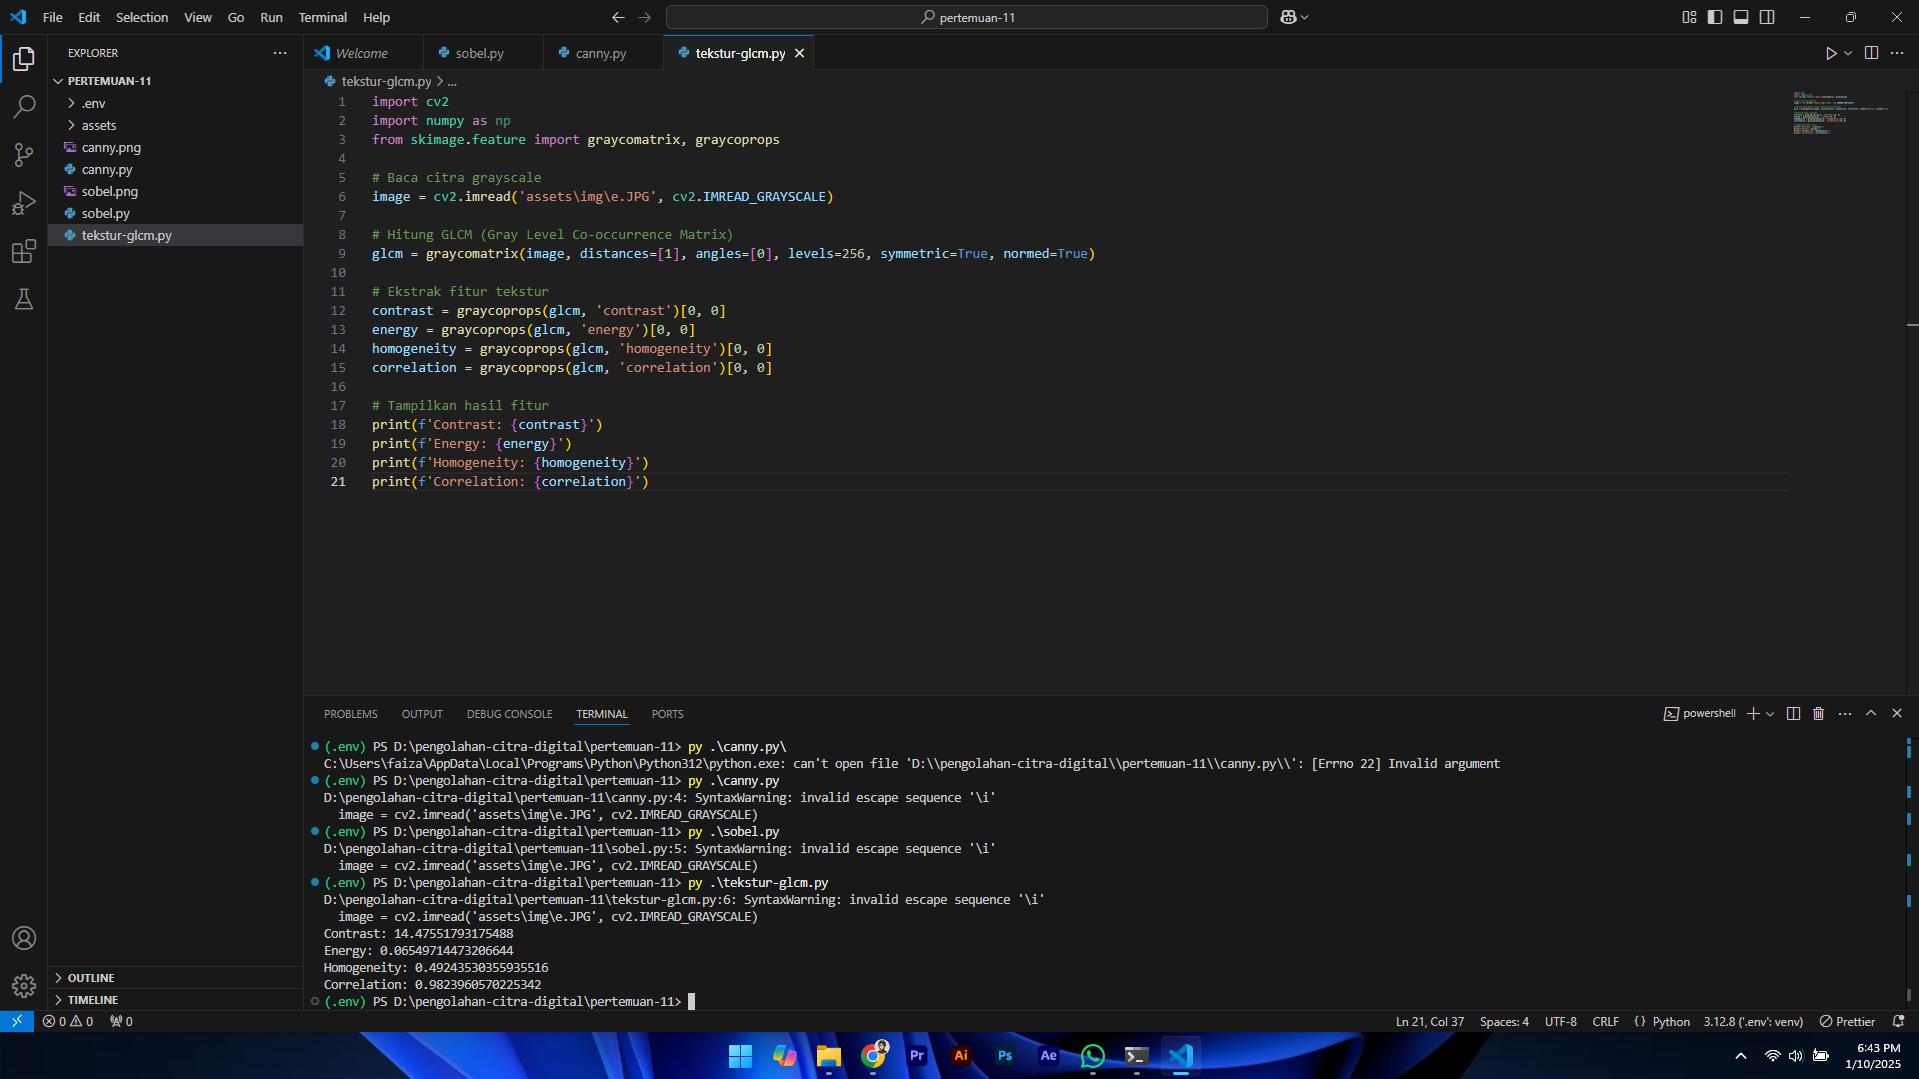 File Edit Selection View Go Run Terminal Help
pertemuan-11
EXPLORER
PERTEMUAN-11
.env
assets
canny.png
canny.py
sobel.png
sobel.py
tekstur-glcm.py
OUTLINE
TIMELINE
Welcome sobel.py canny.py tekstur-glcm.py
tekstur-glcm.py > ...
1 import cv2
2 import numpy as np
3 from skimage.feature import graycomatrix, graycoprops
4
5 # Baca citra grayscale
6 image = cv2.imread('assets\img\e.JPG', cv2.IMREAD_GRAYSCALE)
7
8 # Hitung GLCM (Gray Level Co-occurrence Matrix)
9 glcm = graycomatrix(image, distances=[1], angles=[0], levels=256, symmetric=True, normed=True)
10
11 # Ekstrak fitur tekstur
12 contrast = graycoprops(glcm, 'contrast')[0, 0]
13 energy = graycoprops(glcm, 'energy')[0, 0]
14 homogeneity = graycoprops(glcm, 'homogeneity')[0, 0]
15 correlation = graycoprops(glcm, 'correlation')[0, 0]
16
17 # Tampilkan hasil fitur
18 print(f'Contrast: {contrast}')
19 print(f'Energy: {energy}')
20 print(f'Homogeneity: {homogeneity}')
21 print(f'Correlation: {correlation}')
PROBLEMS OUTPUT DEBUG CONSOLE TERMINAL PORTS
powershell
(.env) PS D:\pengolahan-citra-digital\pertemuan-11> py .\canny.py\
C:\Users\faiza\AppData\Local\Programs\Python\Python312\python.exe: can't open file 'D:\\pengolahan-citra-digital\\pertemuan-11\\canny.py\\': [Errno 22] Invalid argument
(.env) PS D:\pengolahan-citra-digital\pertemuan-11> py .\canny.py
D:\pengolahan-citra-digital\pertemuan-11\canny.py:4: SyntaxWarning: invalid escape sequence '\i'
image = cv2.imread('assets\img\e.JPG', cv2.IMREAD_GRAYSCALE)
(.env) PS D:\pengolahan-citra-digital\pertemuan-11> py .\sobel.py
D:\pengolahan-citra-digital\pertemuan-11\sobel.py:5: SyntaxWarning: invalid escape sequence '\i'
image = cv2.imread('assets\img\e.JPG', cv2.IMREAD_GRAYSCALE)
(.env) PS D:\pengolahan-citra-digital\pertemuan-11> py .\tekstur-glcm.py
D:\pengolahan-citra-digital\pertemuan-11\tekstur-glcm.py:6: SyntaxWarning: invalid escape sequence '\i'
image = cv2.imread('assets\img\e.JPG', cv2.IMREAD_GRAYSCALE)
Contrast: 14.47551793175488
Energy: 0.06549714473206644
Homogeneity: 0.49243530355935516
Correlation: 0.9823960570225342
(.env) PS D:\pengolahan-citra-digital\pertemuan-11>
0 0 0 Ln 21, Col 37 Spaces: 4 UTF-8 CRLF {} Python 3.12.8 ('.env': venv) Prettier
Pr Ai Ps Ae
6:43 PM
1/10/2025